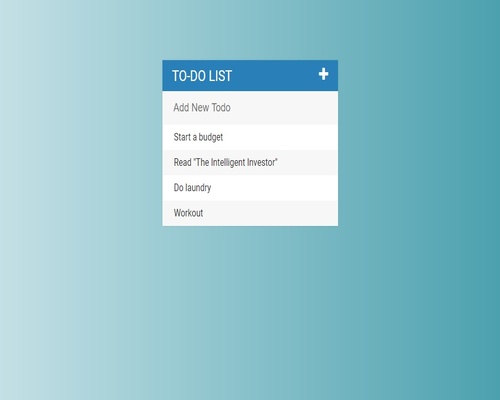 TO-DO LIST +
Add New Todo
Start a budget
Read "The Intelligent Investor"
Do laundry
Workout